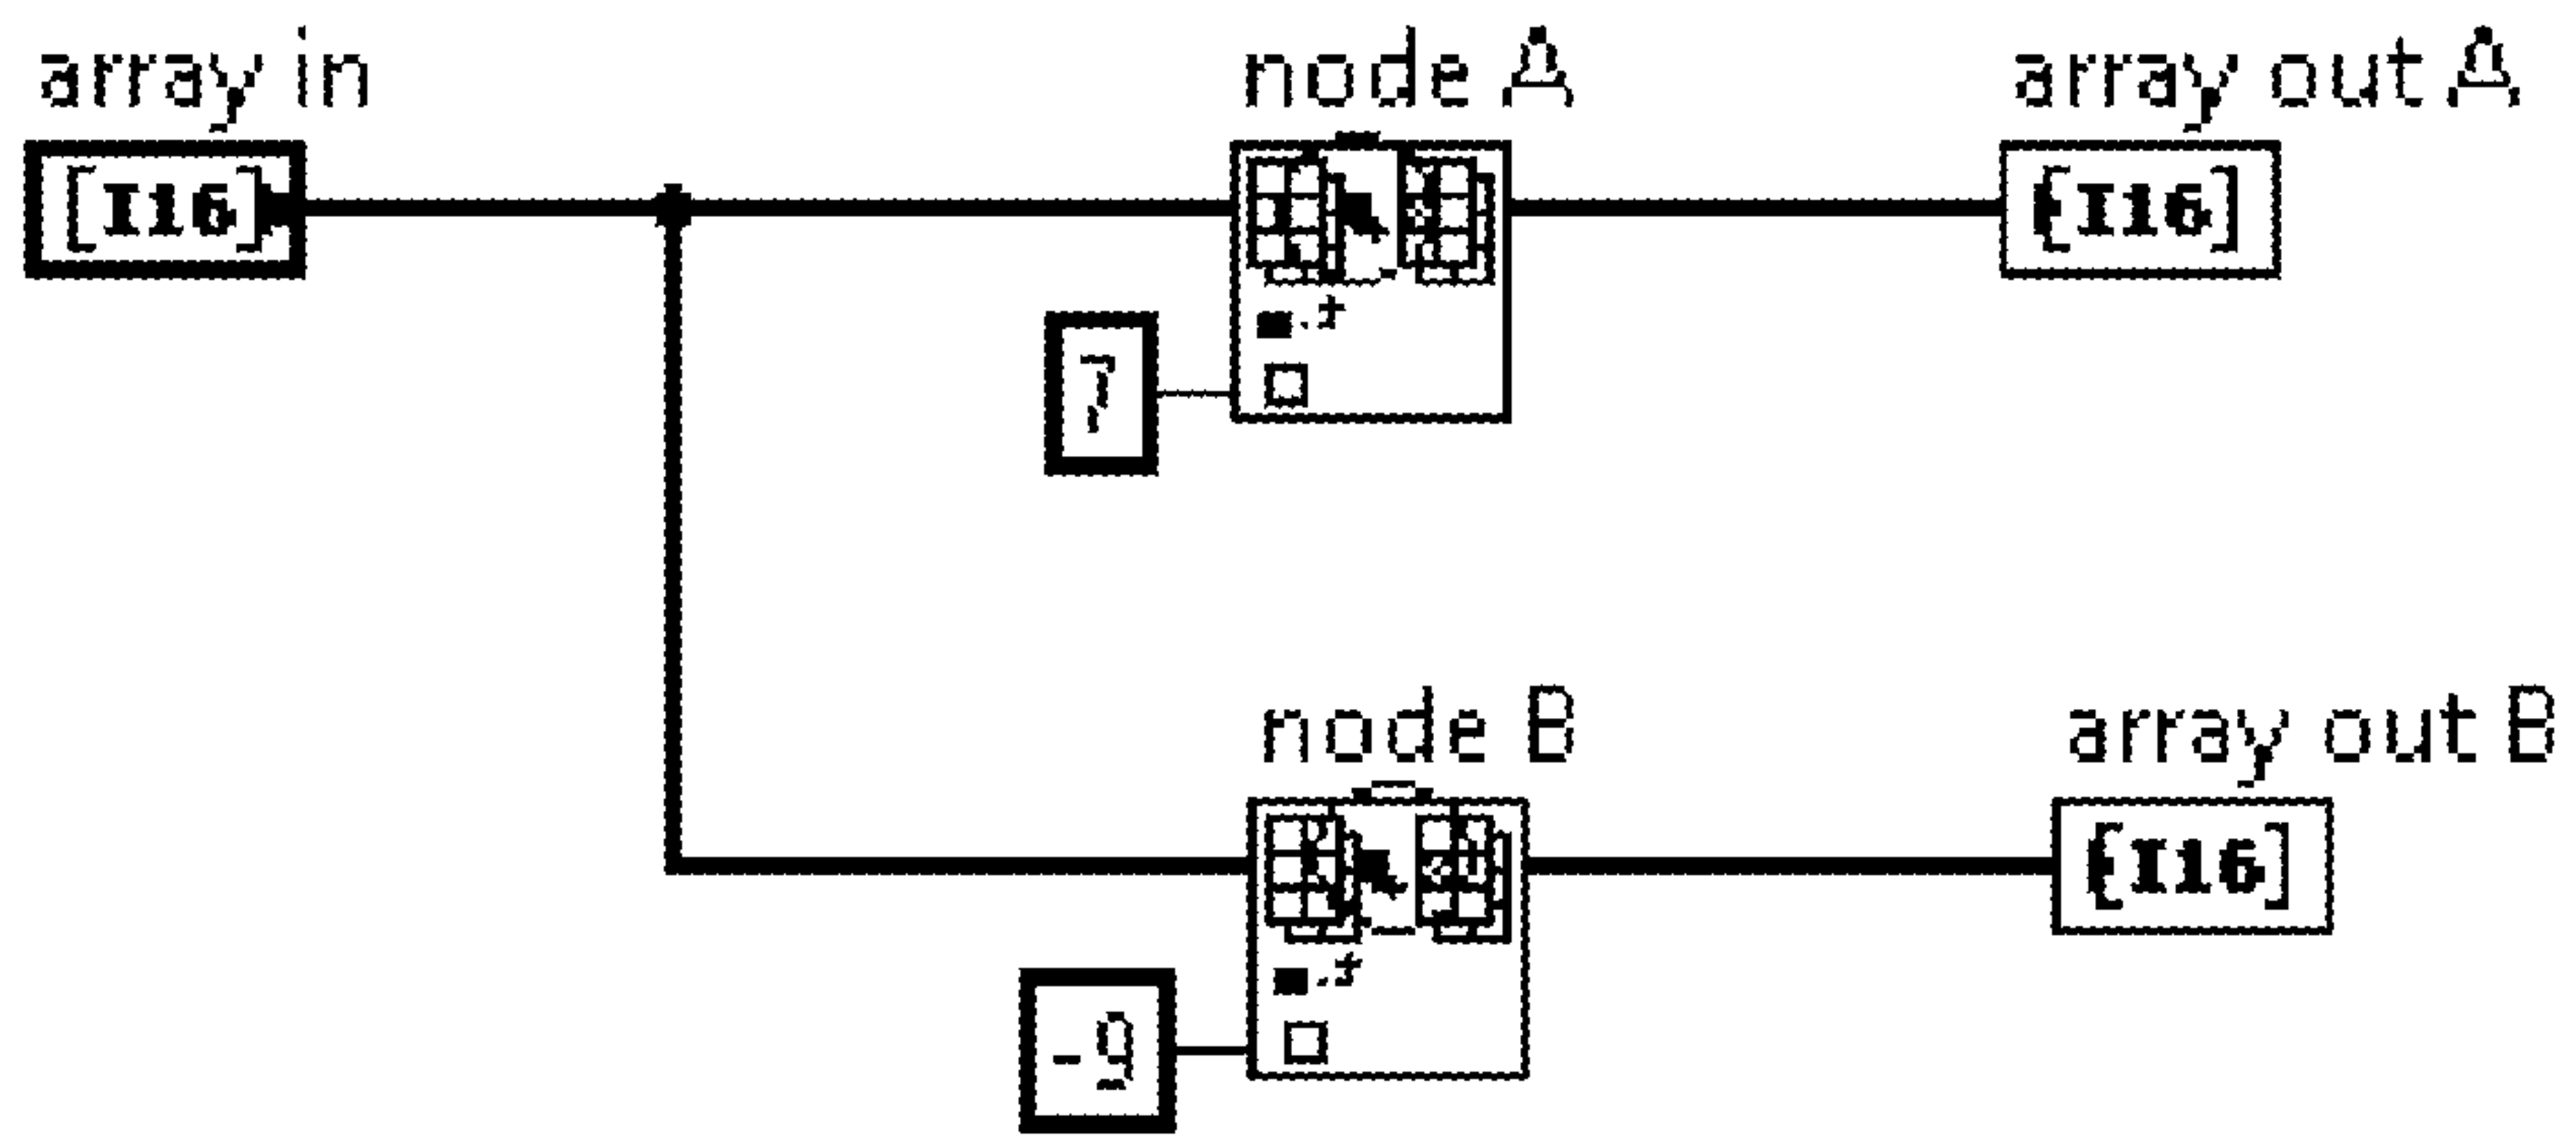 array in
node A
array out A
[I16]
[I16]
7
node B
array out B
[I16]
-9